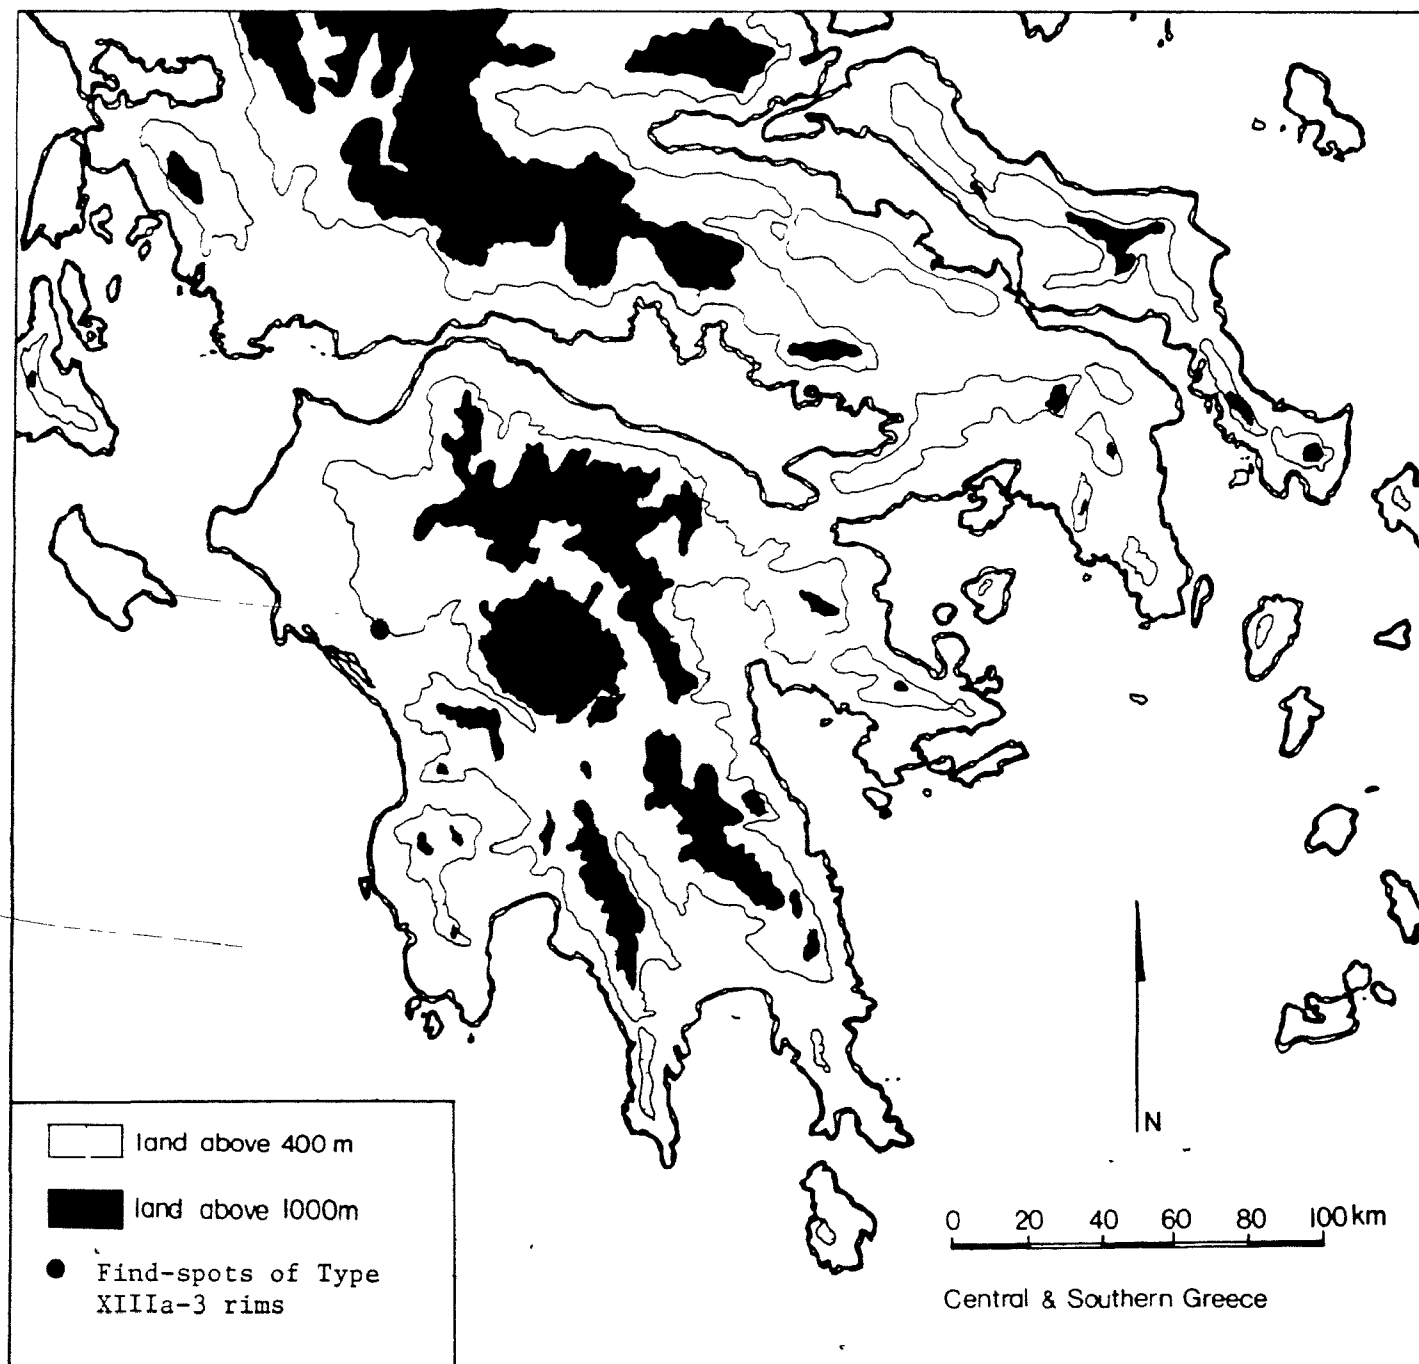 land above 400 m
land above 1000m
Find-spots of Type
XIIIa-3 rims
N
0 20 40 60 80 100 km
Central & Southern Greece